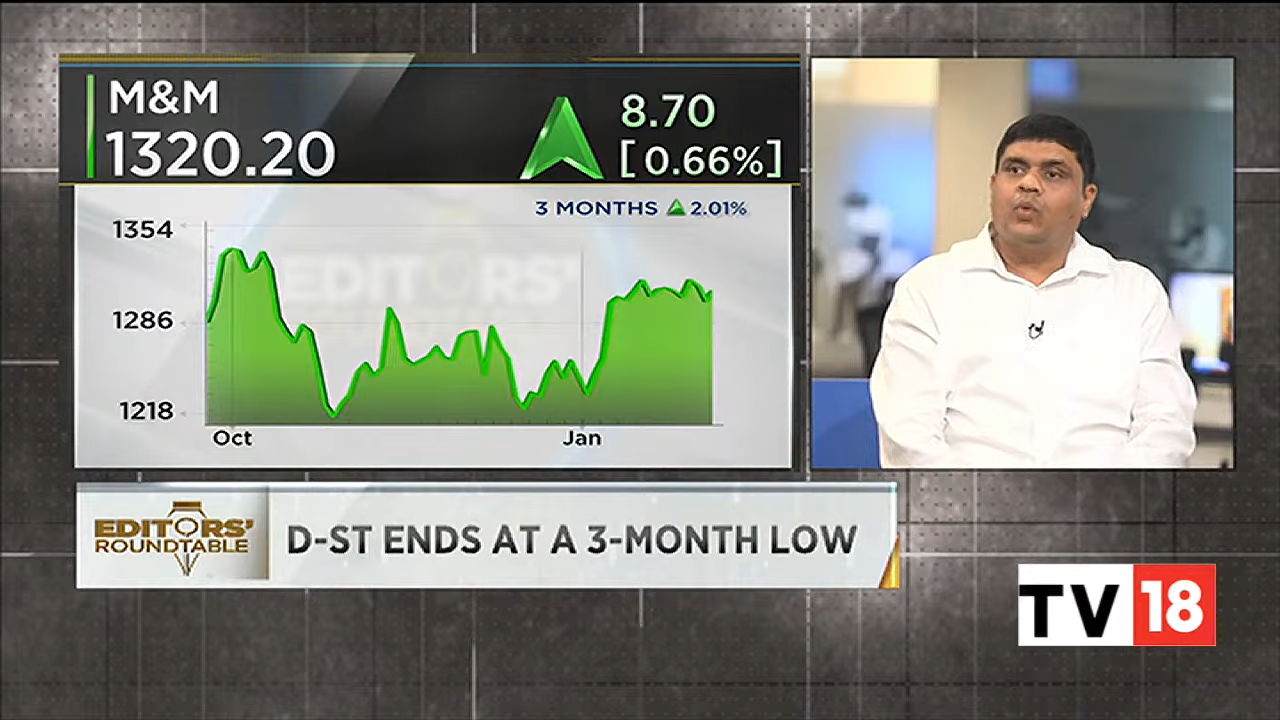 M&M
1320.20
8.70
[0.66%]
3 MONTHS 2.01%
1354
1286
1218
Oct
Jan
EDITORS'
EDITORS'
ROUNDTABLE
D-ST ENDS AT A 3-MONTH LOW
TV18